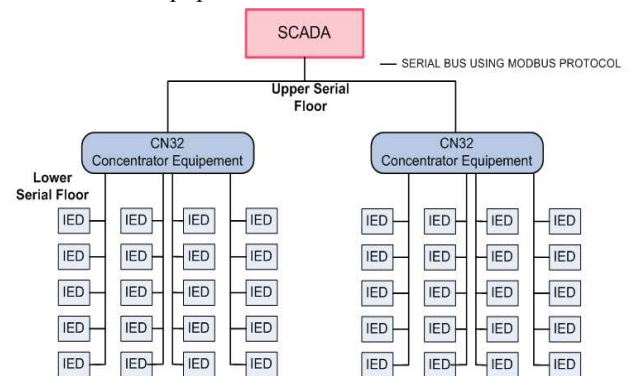 SCADA
SERIAL BUS USING MODBUS PROTOCOL
Upper Serial
Floor
CN32
Concentrator Equipement
CN32
Concentrator Equipement
Lower
Serial Floor
IED IED IED IED IED IED IED IED
IED IED IED IED IED IED IED IED
IED IED IED IED IED IED IED IED
IED IED IED IED IED IED IED IED
IED IED IED IED IED IED IED IED